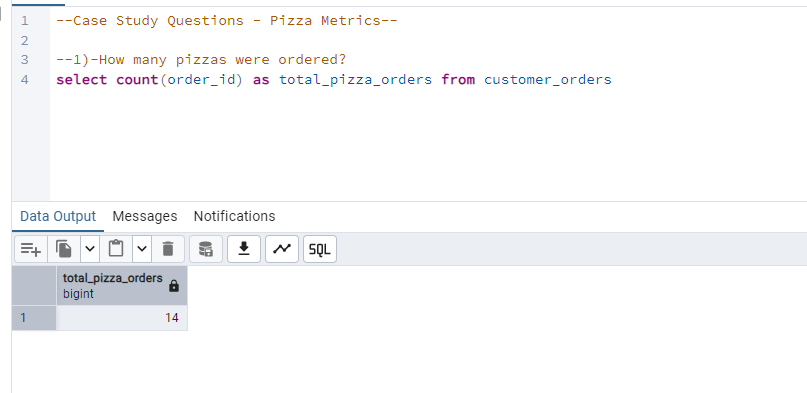 1 --Case Study Questions - Pizza Metrics--
2
3 --1)-How many pizzas were ordered?
4 select count(order_id) as total_pizza_orders from customer_orders
Data Output Messages Notifications
SQL
total_pizza_orders
bigint
1 14